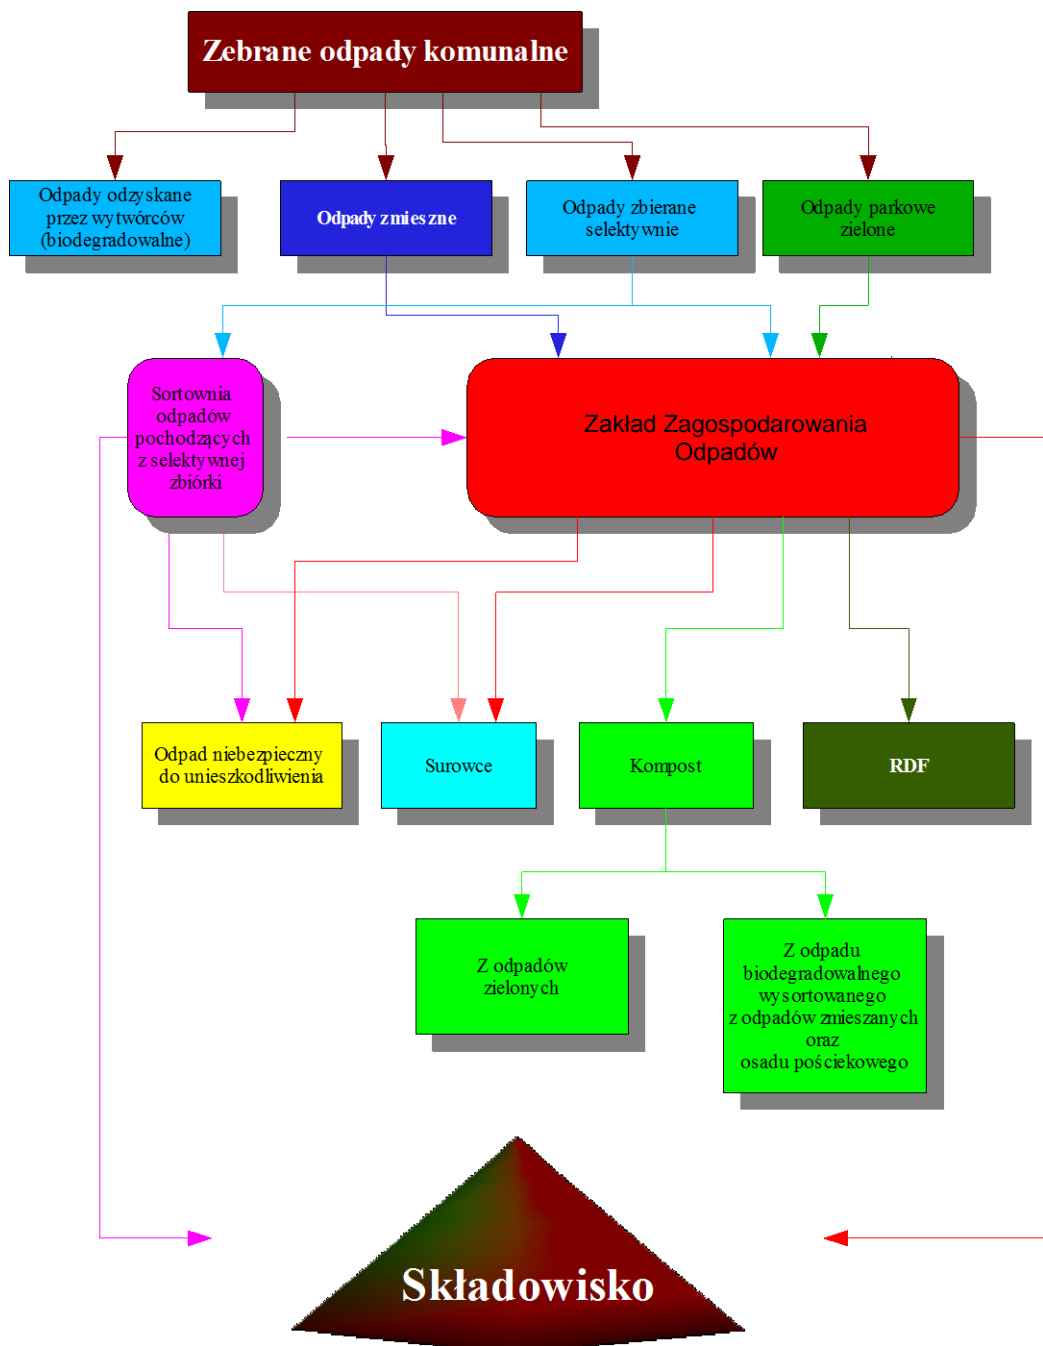 Zebrane odpady komunalne
Odpady odzyskane
przez wytwórców
(biodegradowalne)
Odpady zmieszne
Odpady zbierane
selektywnie
Odpady parkowe
zielone
Sortownia
odpadów
pochodzących
z selektywnej
zbiórki
Zakład Zagospodarowania
Odpadów
Odpad niebezpieczny
do unieszkodliwienia
Surowce
Kompost
RDF
Z odpadów
zielonych
Z odpadu
biodegradowalnego
wysortowanego
z odpadów zmieszanych
oraz
osadu pościekowego
Składowisko